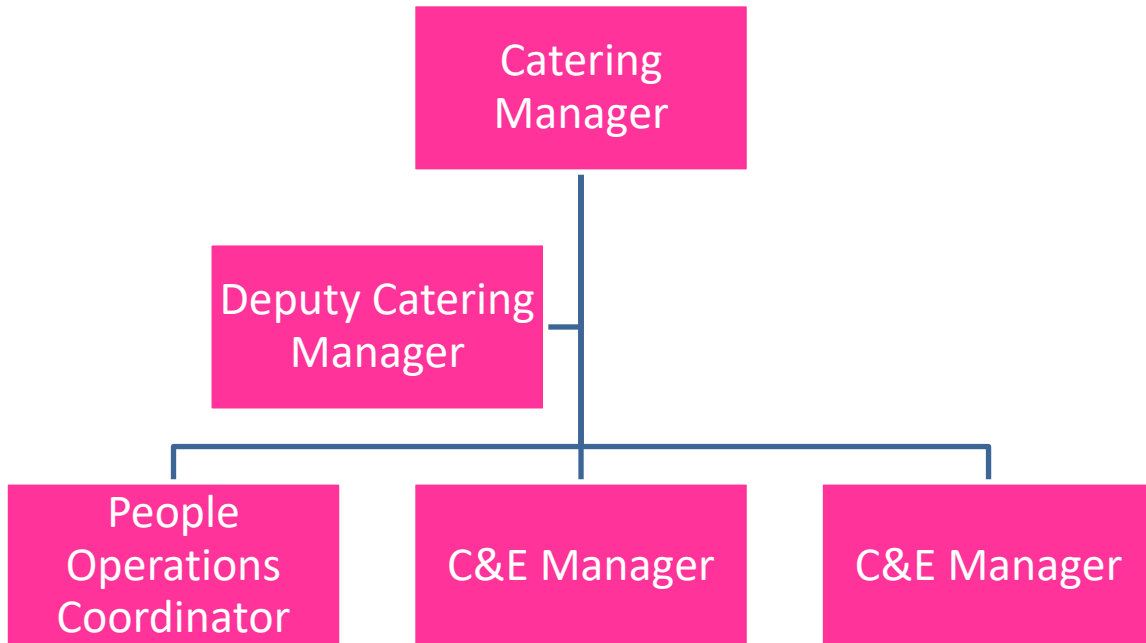 Catering
Manager
Deputy Catering
Manager
People
Operations
Coordinator
C&E Manager
C&E Manager